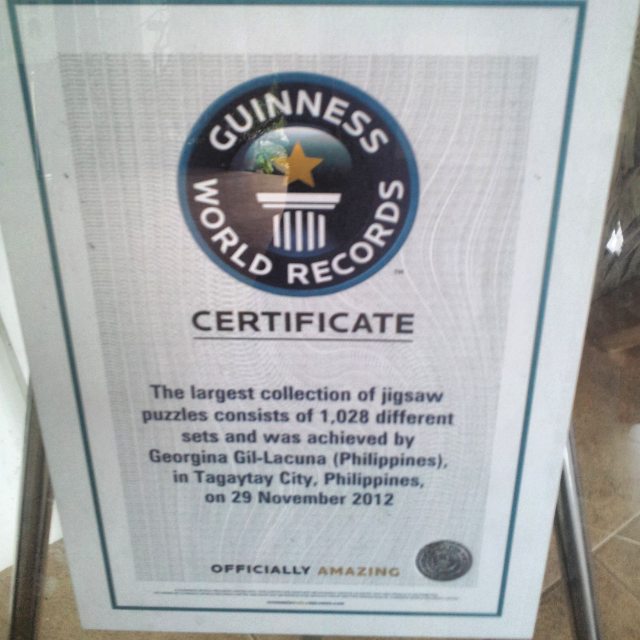 GUINNESS
WORLD RECORDS
TM
CERTIFICATE
The largest collection of jigsaw
puzzles consists of 1,028 different
sets and was achieved by
Georgina Gil-Lacuna (Philippines),
in Tagaytay City, Philippines,
on 29 November 2012
OFFICIALLY AMAZING